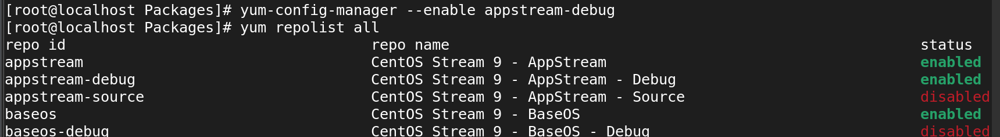 [root@localhost Packages]# yum-config-manager --enable appstream-debug
[root@localhost Packages]# yum repolist all
repo id repo name status
appstream CentOS Stream 9 - AppStream enabled
appstream-debug CentOS Stream 9 - AppStream - Debug enabled
appstream-source CentOS Stream 9 - AppStream - Source disabled
baseos CentOS Stream 9 - BaseOS enabled
baseos-debug CentOS Stream 9 - BaseOS - Debug disabled